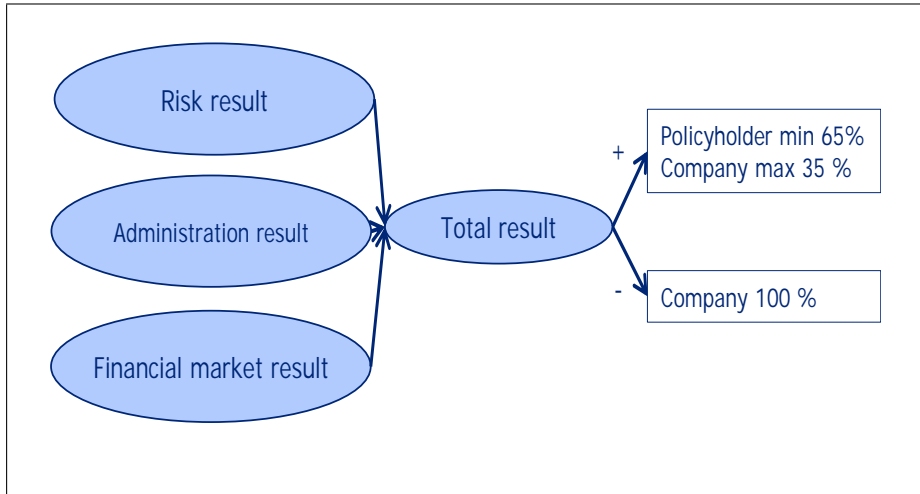 Risk result
Administration result
Financial market result
Total result
+
Policyholder min 65%
Company max 35 %
-
Company 100 %